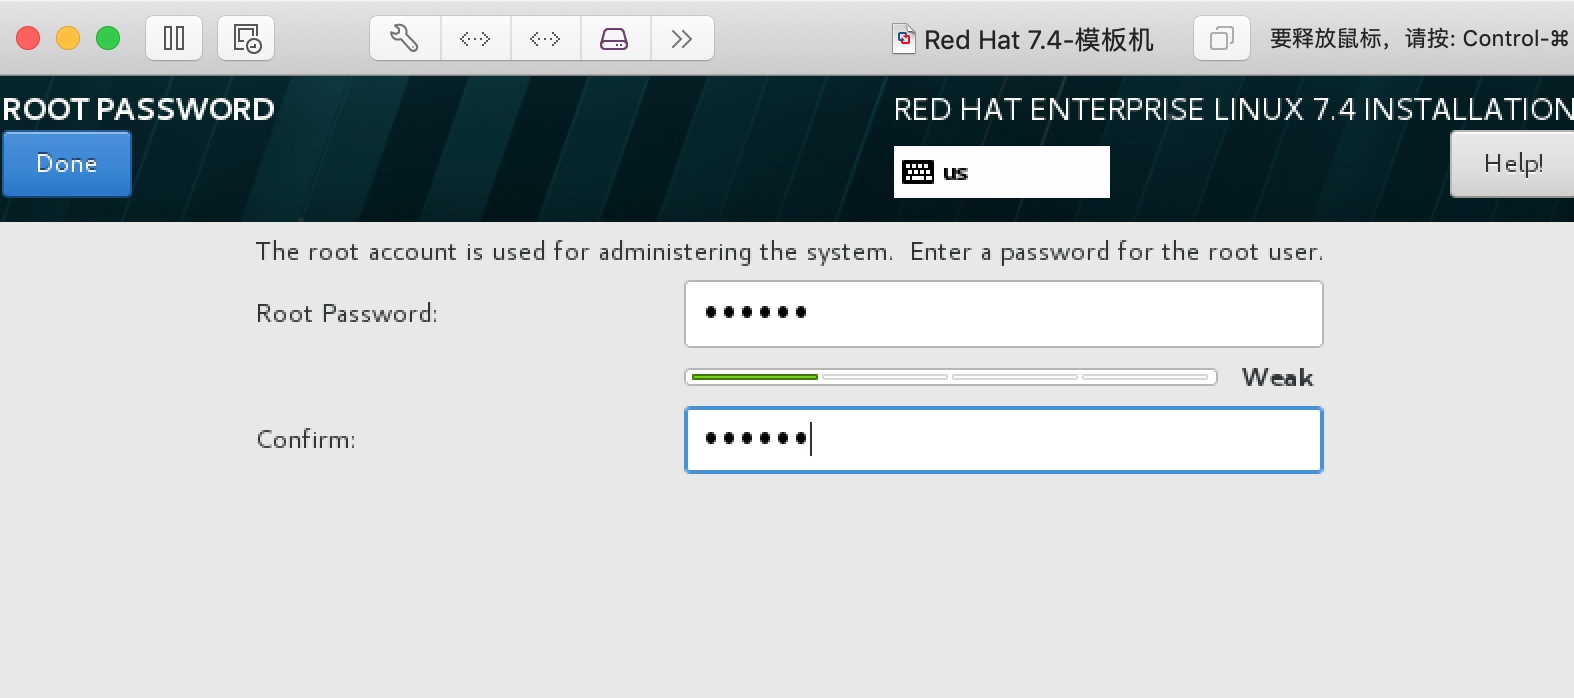 Red Hat 7.4-模板机
要释放鼠标，请按: Control-⌘
ROOT PASSWORD
RED HAT ENTERPRISE LINUX 7.4 INSTALLATION
Done
us
Help!
The root account is used for administering the system. Enter a password for the root user.
Root Password:
••••••
Weak
Confirm:
••••••